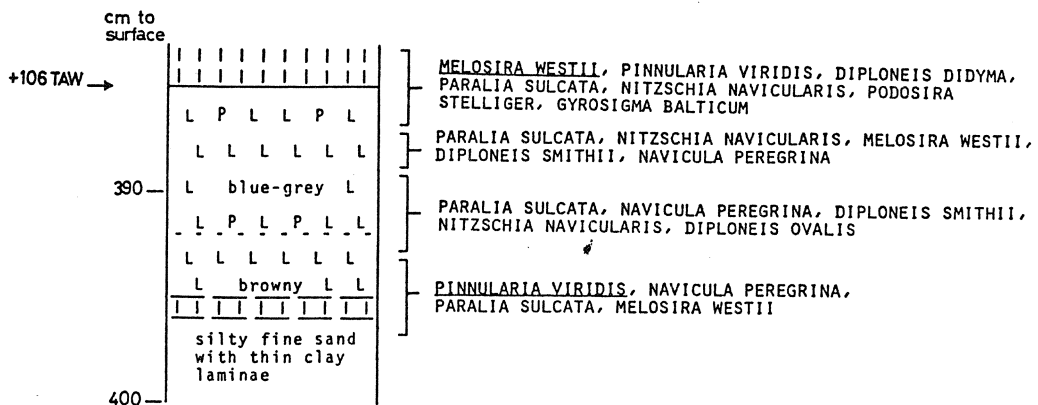 cm to
surface
+106 TAW
MELOSIRA WESTII, PINNULARIA VIRIDIS, DIPLONEIS DIDYMA,
PARALIA SULCATA, NITZSCHIA NAVICULARIS, PODOSIRA
STELLIGER, GYROSIGMA BALTICUM
L P L L P L
PARALIA SULCATA, NITZSCHIA NAVICULARIS, MELOSIRA WESTII,
DIPLONEIS SMITHII, NAVICULA PEREGRINA
L L L L L L
390
L blue-grey L
L P L P L L
PARALIA SULCATA, NAVICULA PEREGRINA, DIPLONEIS SMITHII,
NITZSCHIA NAVICULARIS, DIPLONEIS OVALIS
L L L L L L
L browny L L
PINNULARIA VIRIDIS, NAVICULA PEREGRINA,
PARALIA SULCATA, MELOSIRA WESTII
silty fine sand
with thin clay
laminae
400